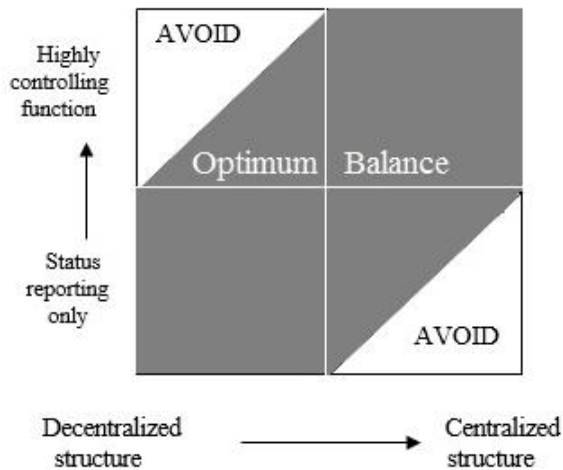 AVOID
Highly
controlling
function
Optimum Balance
Status
reporting
only
AVOID
Decentralized
structure
Centralized
structure